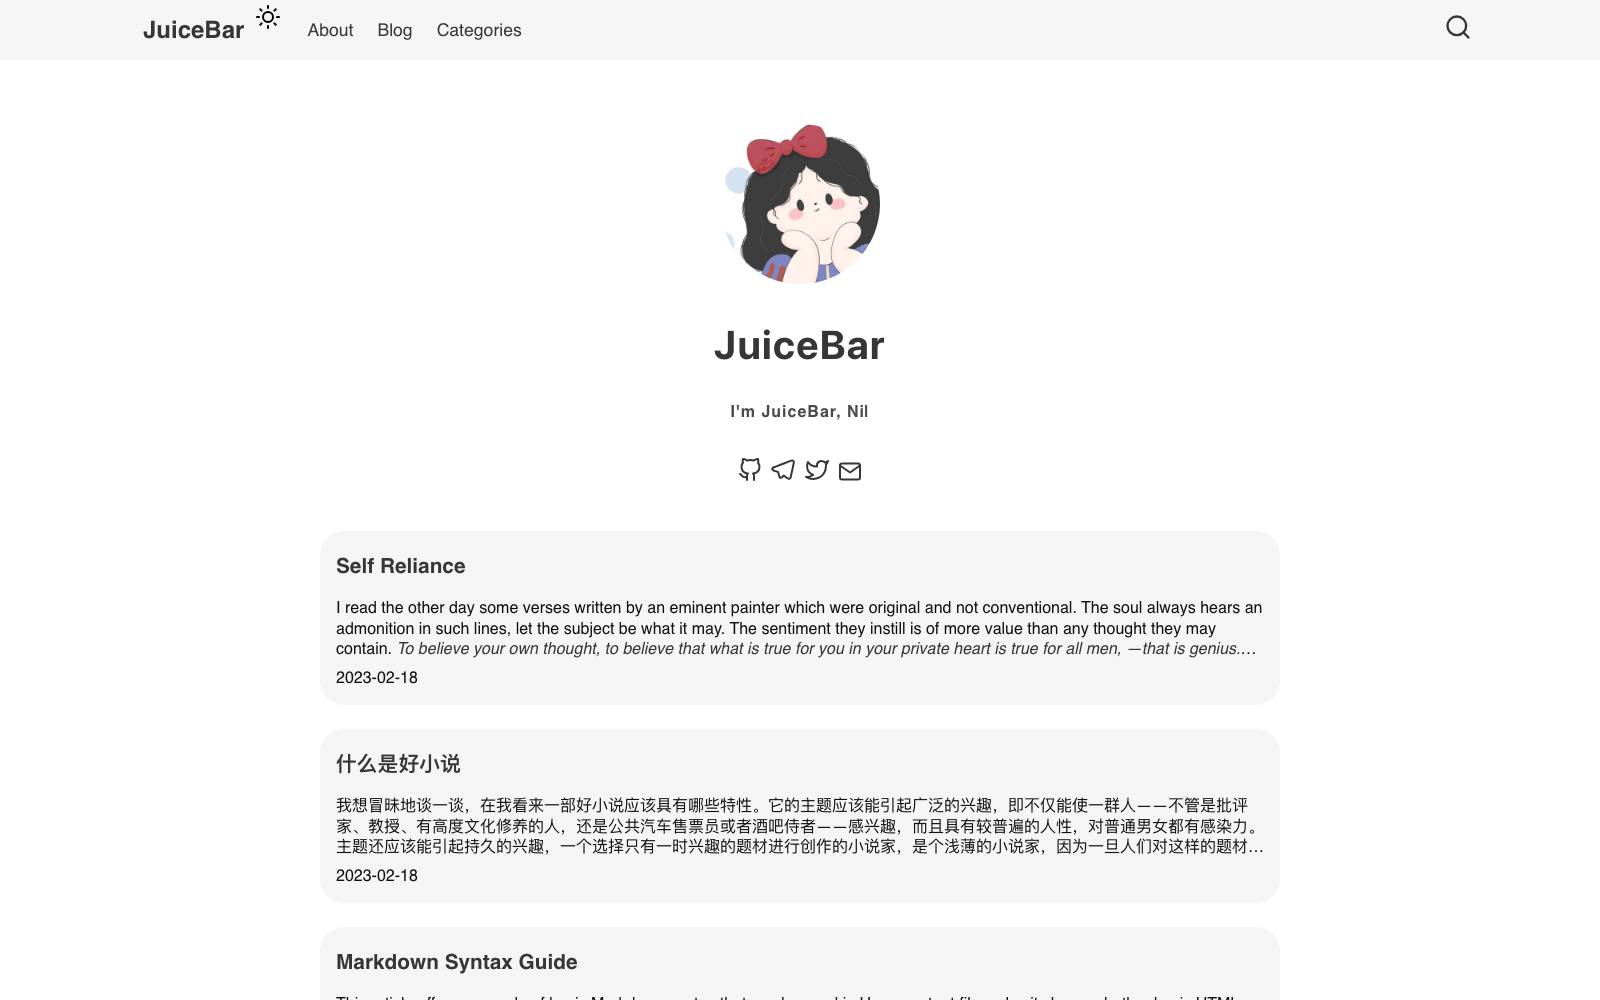 JuiceBar
About
Blog
Categories
JuiceBar
I'm JuiceBar, Nil
Self Reliance
I read the other day some verses written by an eminent painter which were original and not conventional. The soul always hears an
admonition in such lines, let the subject be what it may. The sentiment they instill is of more value than any thought they may
contain. To believe your own thought, to believe that what is true for you in your private heart is true for all men, —that is genius.…
2023-02-18
什么是好小说
我想冒昧地谈一谈，在我看来一部好小说应该具有哪些特性。它的主题应该能引起广泛的兴趣，即不仅能使一群人——不管是批评
家、教授、有高度文化修养的人，还是公共汽车售票员或者酒吧侍者——感兴趣，而且具有较普遍的人性，对普通男女都有感染力。
主题还应该能引起持久的兴趣，一个选择只有一时兴趣的题材进行创作的小说家，是个浅薄的小说家，因为一旦人们对这样的题材…
2023-02-18
Markdown Syntax Guide